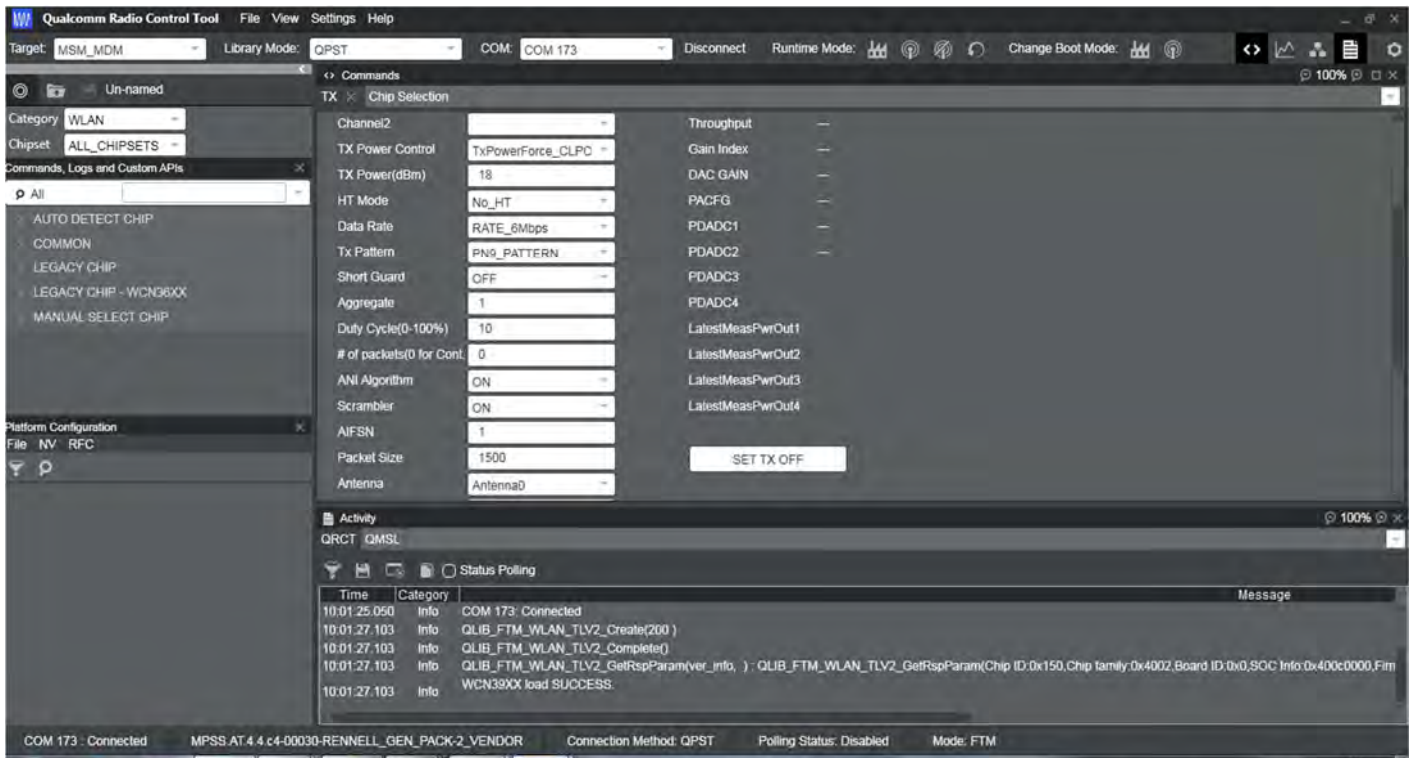 Qualcomm Radio Control Tool File View Settings Help
Target: MSM_MDM Library Mode: QPST COM: COM 173 Disconnect Runtime Mode: Change Boot Mode:
Un-named
Category WLAN
Chipset ALL_CHIPSETS
Commands, Logs and Custom APIs
All
AUTO DETECT CHIP
COMMON
LEGACY CHIP
LEGACY CHIP - WCN36XX
MANUAL SELECT CHIP
Platform Configuration
File NV RFC
Commands 100%
TX Chip Selection
Channel2 Throughput —
TX Power Control TxPowerForce_CLPC Gain Index —
TX Power(dBm) 18 DAC GAIN —
HT Mode No_HT PACFG —
Data Rate RATE_6Mbps PDADC1 —
Tx Pattern PN9_PATTERN PDADC2 —
Short Guard OFF PDADC3
Aggregate 1 PDADC4
Duty Cycle(0-100%) 10 LatestMeasPwrOut1
# of packets(0 for Cont. 0 LatestMeasPwrOut2
ANI Algorithm ON LatestMeasPwrOut3
Scrambler ON LatestMeasPwrOut4
AIFSN 1
Packet Size 1500 SET TX OFF
Antenna Antenna0
Activity 100%
QRCT QMSL
Status Polling
Time Category Message
10:01:25.050 Info COM 173: Connected
10:01:27.103 Info QLIB_FTM_WLAN_TLV2_Create(200 )
10:01:27.103 Info QLIB_FTM_WLAN_TLV2_Complete()
10:01:27.103 Info QLIB_FTM_WLAN_TLV2_GetRspParam(ver_info, ) : QLIB_FTM_WLAN_TLV2_GetRspParam(Chip ID:0x150,Chip family:0x4002,Board ID:0x0,SOC Info:0x400c0000,Firm
10:01:27.103 Info WCN39XX load SUCCESS.
COM 173 : Connected MPSS.AT.4.4.c4-00030-RENNELL_GEN_PACK-2_VENDOR Connection Method: QPST Polling Status: Disabled Mode: FTM